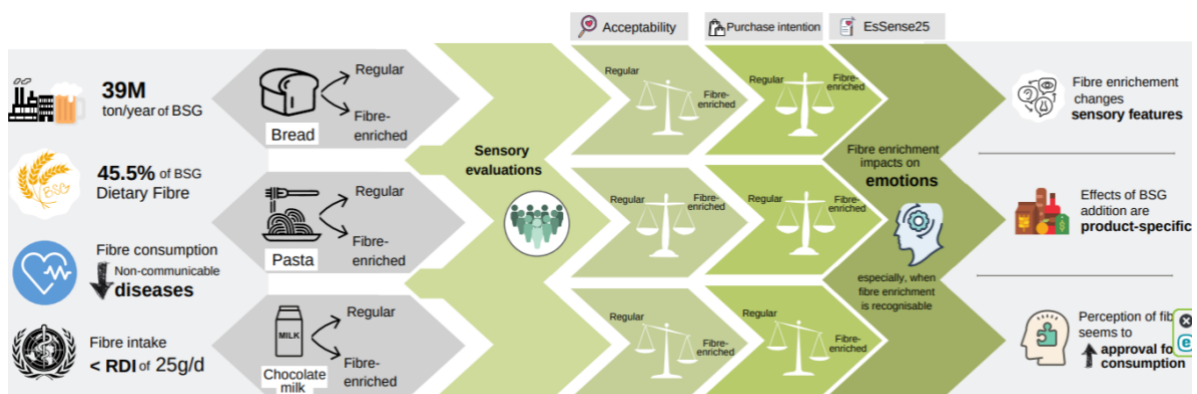 Acceptability
Purchase intention
EsSense25
39M
ton/year of BSG
45.5% of BSG
Dietary Fibre
BSG
Fibre consumption
Non-communicable
diseases
Fibre intake
< RDI of 25g/d
Regular
Fibre-
enriched
Bread
Regular
Fibre-
enriched
Pasta
MILK
Regular
Fibre-
enriched
Chocolate
milk
Sensory
evaluations
Regular
Fibre-
enriched
Regular
Fibre-
enriched
Regular
Fibre-
enriched
Regular
Fibre-
enriched
Regular
Fibre-
enriched
Regular
Fibre-
enriched
Fibre enrichment
impacts on
emotions
especially, when
fibre enrichment
is recognisable
Fibre enrichement
changes
sensory features
Effects of BSG
addition are
product-specific
Perception of fib
seems to
approval fo
consumption